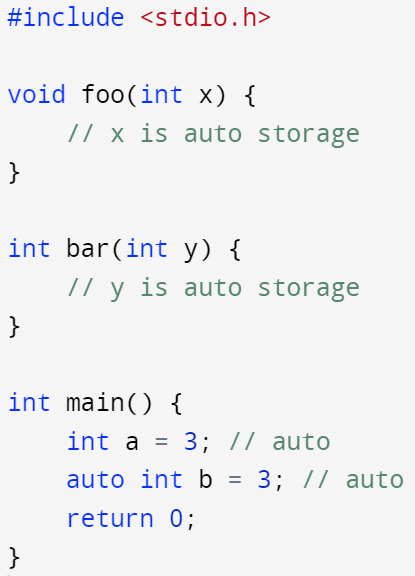 #include <stdio.h>
void foo(int x) {
// x is auto storage
}
int bar(int y) {
// y is auto storage
}
int main() {
int a = 3; // auto
auto int b = 3; // auto
return 0;
}